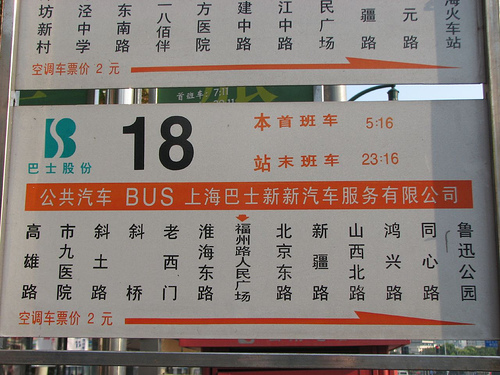 坊新村
泾中学
东南路
一八佰伴
方医院
建中路
江中路
民广场
疆路
元路
海火车站
空调车票价 2 元
首班车: 7:11
巴士股份
18
本首班车 5:16
站末班车 23:16
公共汽车 BUS 上海巴士新新汽车服务有限公司
高雄路
市九医院
斜土路
斜桥
老西门
淮海东路
福州路人民广场
北京东路
新疆路
山西北路
鸿兴路
同心路
鲁迅公园
空调车票价 2 元